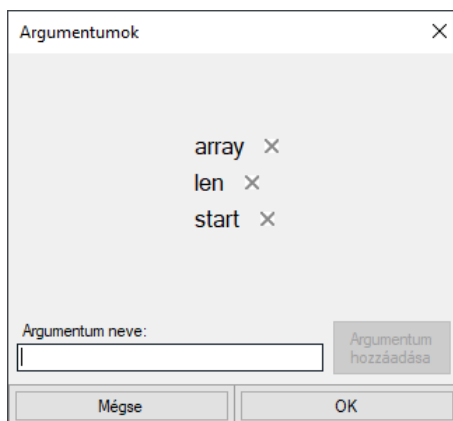 Argumentumok
array
len
start
Argumentum neve:
Argumentum
hozzáadása
Mégse
OK